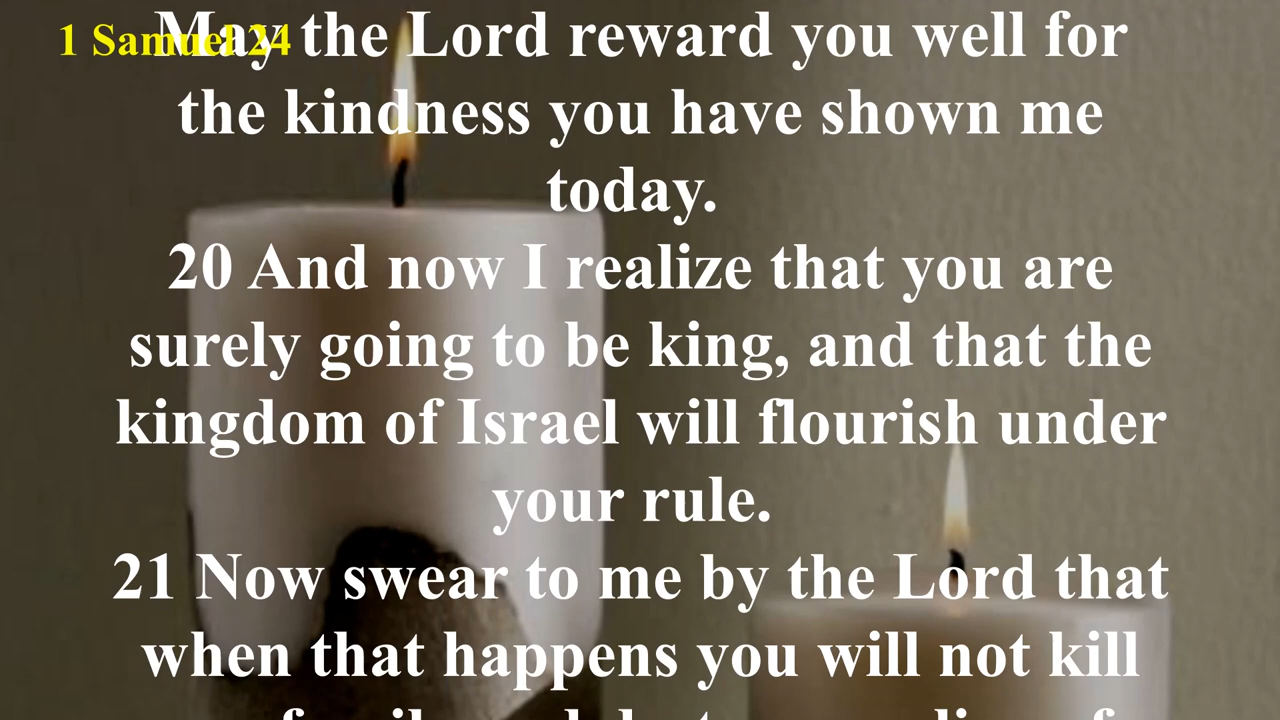 1 Samuel 24
May the Lord reward you well for
the kindness you have shown me
today.
20 And now I realize that you are
surely going to be king, and that the
kingdom of Israel will flourish under
your rule.
21 Now swear to me by the Lord that
when that happens you will not kill